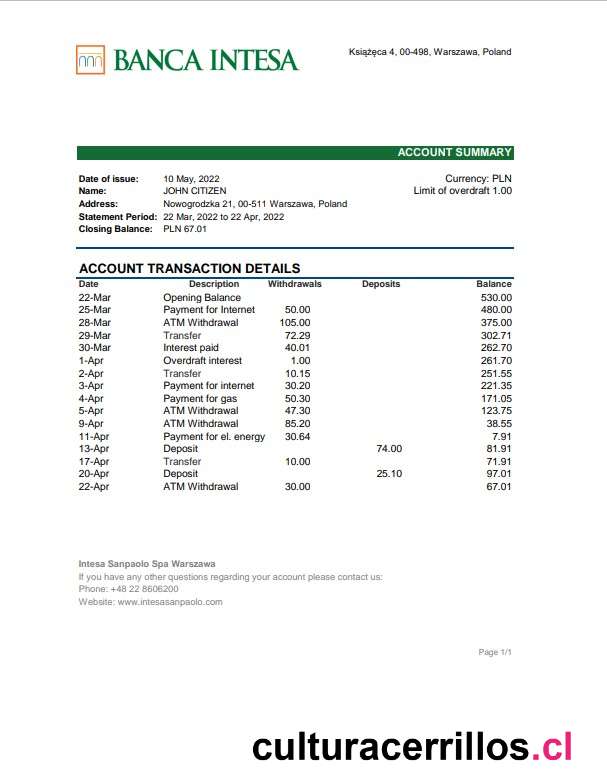 BANCA INTESA
Książęca 4, 00-498, Warszawa, Poland
ACCOUNT SUMMARY
Date of issue: 10 May, 2022 Currency: PLN
Name: JOHN CITIZEN Limit of overdraft 1.00
Address: Nowogrodzka 21, 00-511 Warszawa, Poland
Statement Period: 22 Mar, 2022 to 22 Apr, 2022
Closing Balance: PLN 67.01
ACCOUNT TRANSACTION DETAILS
Date Description Withdrawals Deposits Balance
22-Mar Opening Balance 530.00
25-Mar Payment for Internet 50.00 480.00
28-Mar ATM Withdrawal 105.00 375.00
29-Mar Transfer 72.29 302.71
30-Mar Interest paid 40.01 262.70
1-Apr Overdraft interest 1.00 261.70
2-Apr Transfer 10.15 251.55
3-Apr Payment for internet 30.20 221.35
4-Apr Payment for gas 50.30 171.05
5-Apr ATM Withdrawal 47.30 123.75
9-Apr ATM Withdrawal 85.20 38.55
11-Apr Payment for el. energy 30.64 7.91
13-Apr Deposit 74.00 81.91
17-Apr Transfer 10.00 71.91
20-Apr Deposit 25.10 97.01
22-Apr ATM Withdrawal 30.00 67.01
Intesa Sanpaolo Spa Warszawa
If you have any other questions regarding your account please contact us:
Phone: +48 22 8606200
Website: www.intesasanpaolo.com
Page 1/1
culturacerrillos.cl